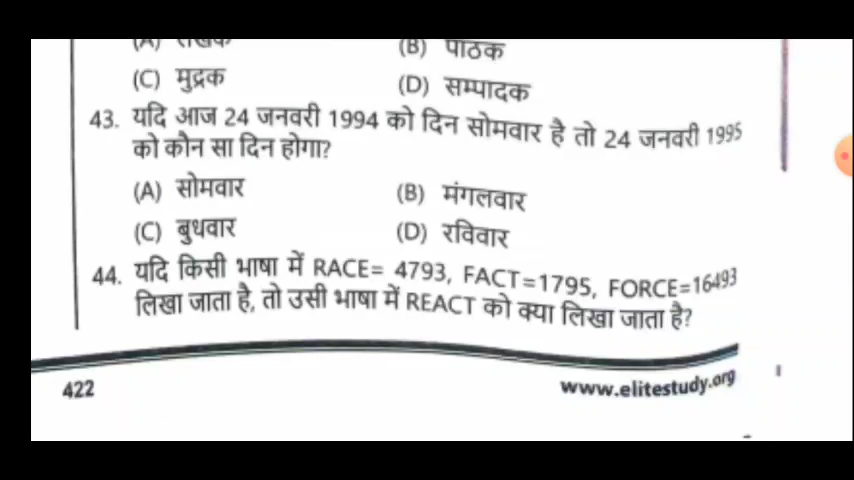 (B) पाठक
(C) मुद्रक (D) सम्पादक
43. यदि आज 24 जनवरी 1994 को दिन सोमवार है तो 24 जनवरी 1995
को कौन सा दिन होगा?
(A) सोमवार (B) मंगलवार
(C) बुधवार (D) रविवार
44. यदि किसी भाषा में RACE= 4793, FACT=1795, FORCE=16493
लिखा जाता है, तो उसी भाषा में REACT को क्या लिखा जाता है?
422 www.elitestudy.org